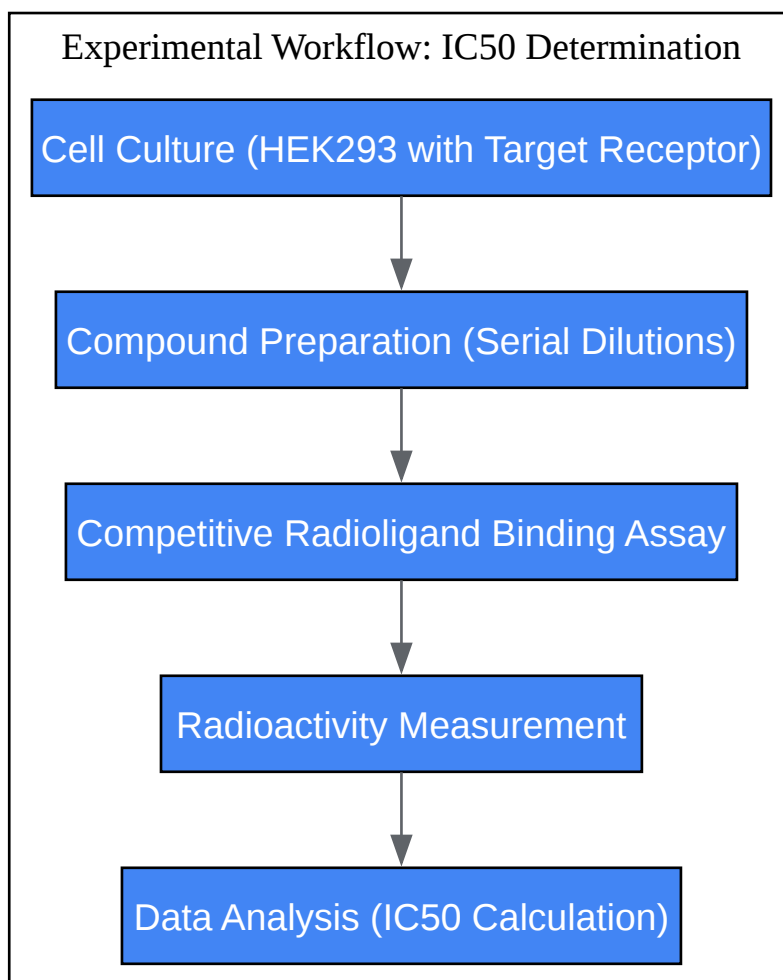 Experimental Workflow: IC50 Determination
Cell Culture (HEK293 with Target Receptor)
Compound Preparation (Serial Dilutions)
Competitive Radioligand Binding Assay
Radioactivity Measurement
Data Analysis (IC50 Calculation)